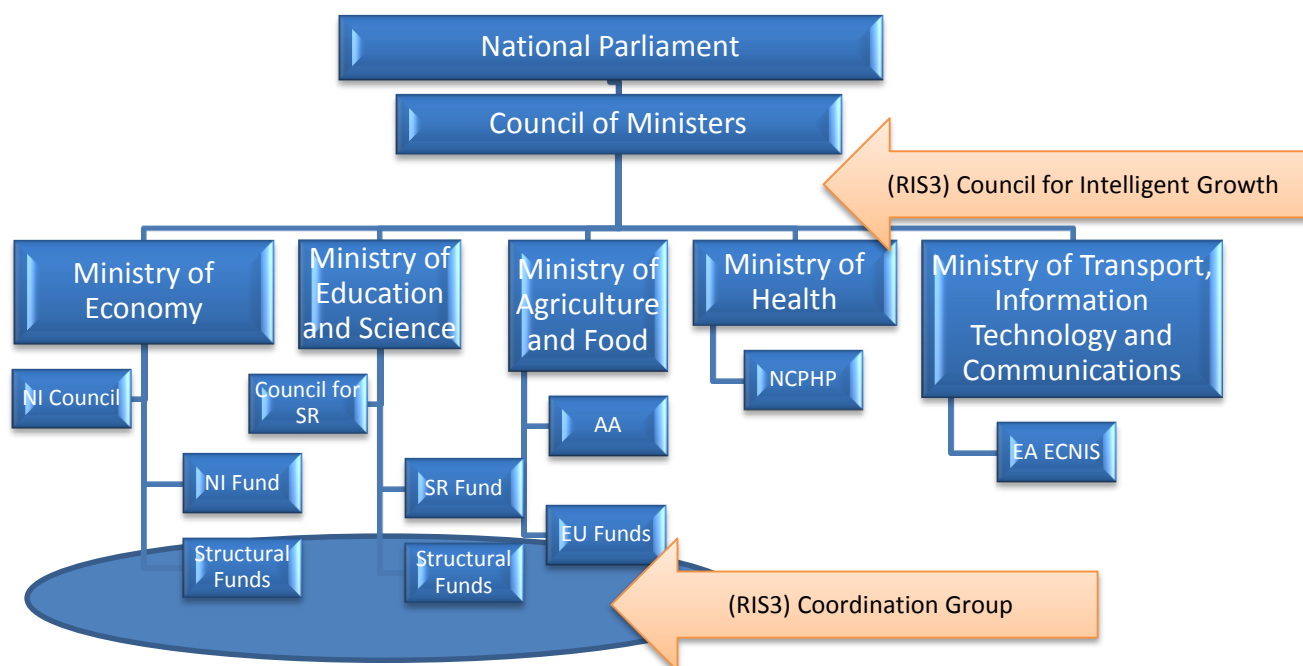 National Parliament
Council of Ministers
(RIS3) Council for Intelligent Growth
Ministry of
Economy
Ministry of
Education
and Science
Ministry of
Agriculture
and Food
Ministry of
Health
Ministry of Transport,
Information
Technology and
Communications
NI Council
Council for
SR
NCPHP
AA
EA ECNIS
NI Fund
SR Fund
EU Funds
Structural
Funds
Structural
Funds
(RIS3) Coordination Group